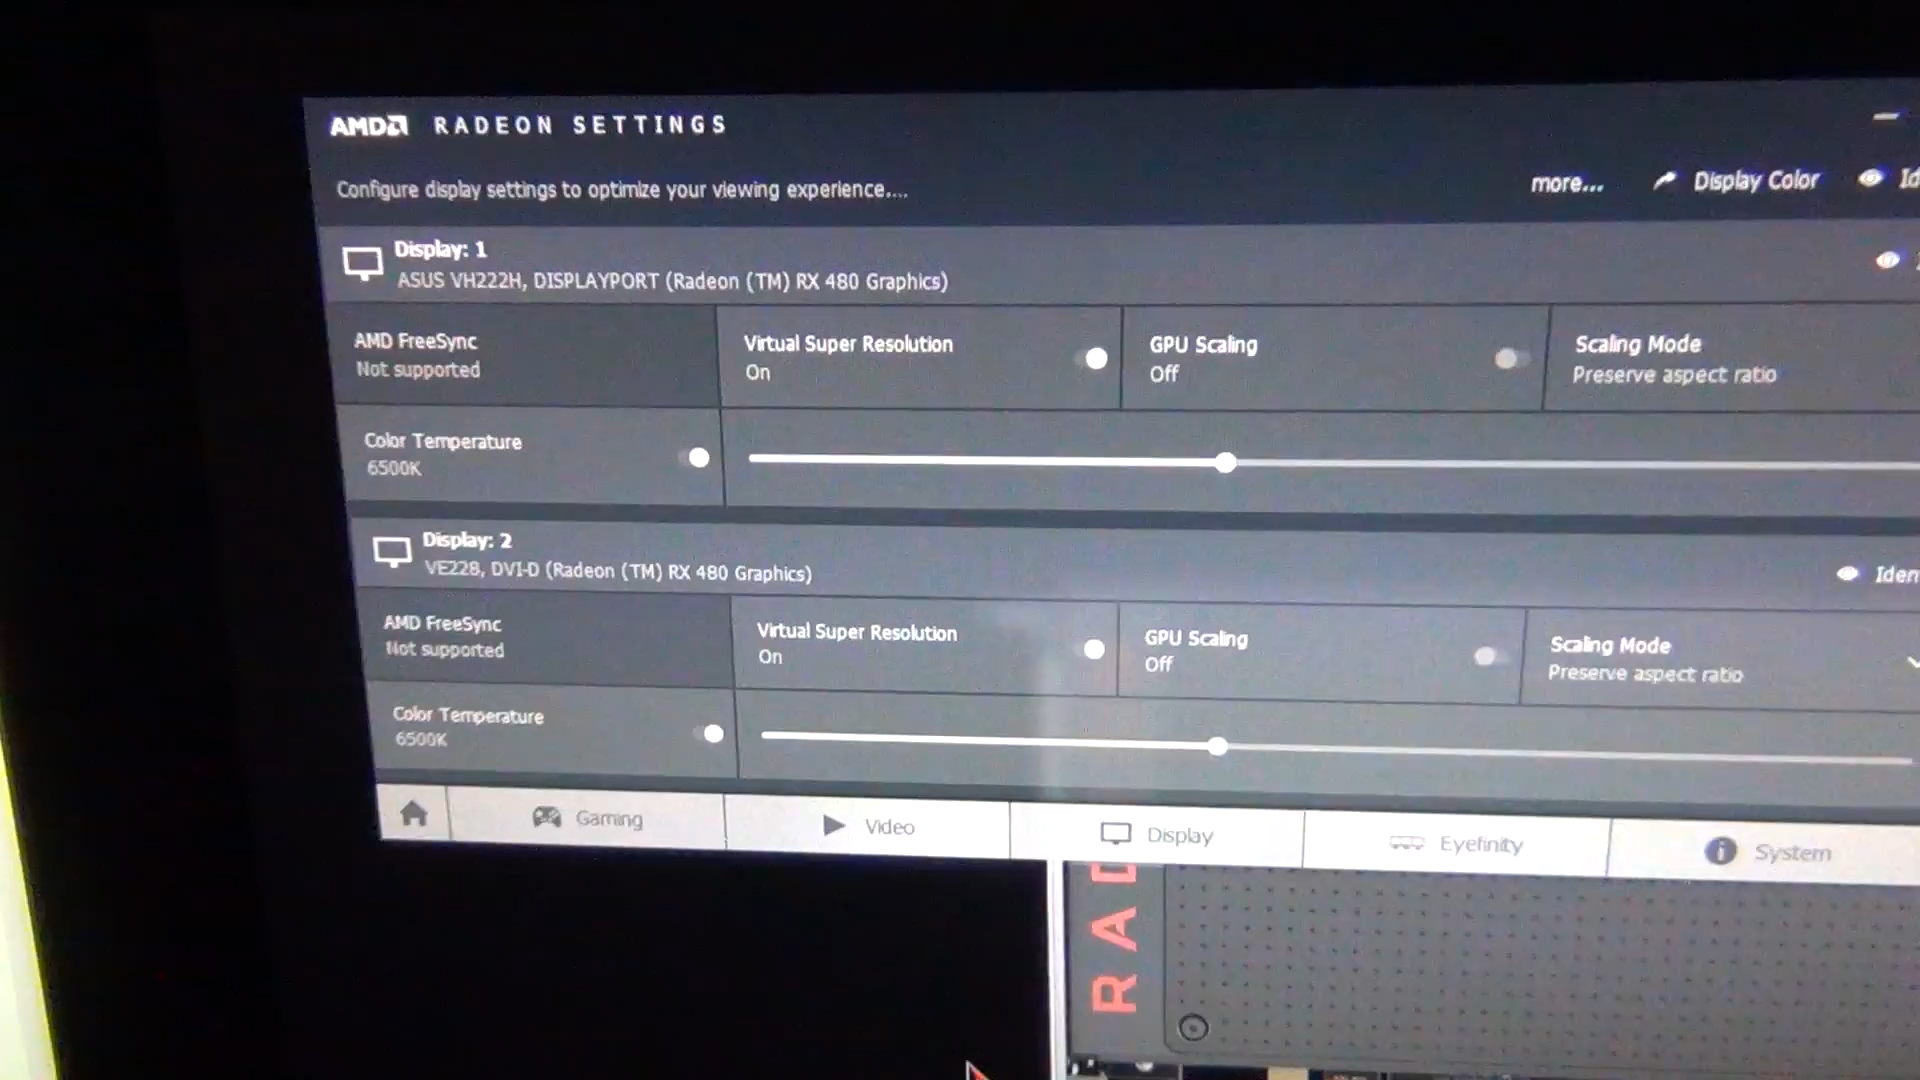 AMD RADEON SETTINGS
Configure display settings to optimize your viewing experience....
more... Display Color
Display: 1
ASUS VH222H, DISPLAYPORT (Radeon (TM) RX 480 Graphics)
AMD FreeSync
Not supported
Virtual Super Resolution
On
GPU Scaling
Off
Scaling Mode
Preserve aspect ratio
Color Temperature
6500K
Display: 2
VE228, DVI-D (Radeon (TM) RX 480 Graphics)
Iden
AMD FreeSync
Not supported
Virtual Super Resolution
On
GPU Scaling
Off
Scaling Mode
Preserve aspect ratio
Color Temperature
6500K
Gaming Video Display Eyefinity System
RAD